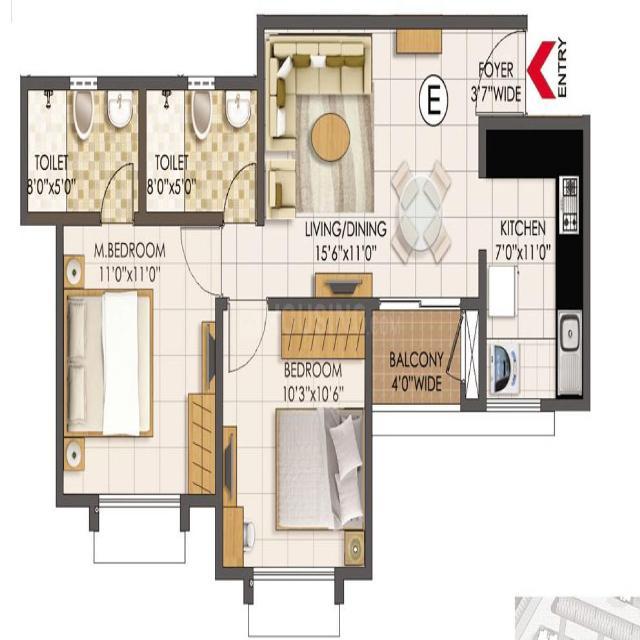 FOYER
3'7"WIDE
ENTRY
E
TOILET
8'0"x5'0"
TOILET
8'0"x5'0"
LIVING/DINING
15'6"x11'0"
KITCHEN
7'0"x11'0"
M.BEDROOM
11'0"x11'0"
HOUSING.COM
BALCONY
4'0"WIDE
BEDROOM
10'3"x10'6"